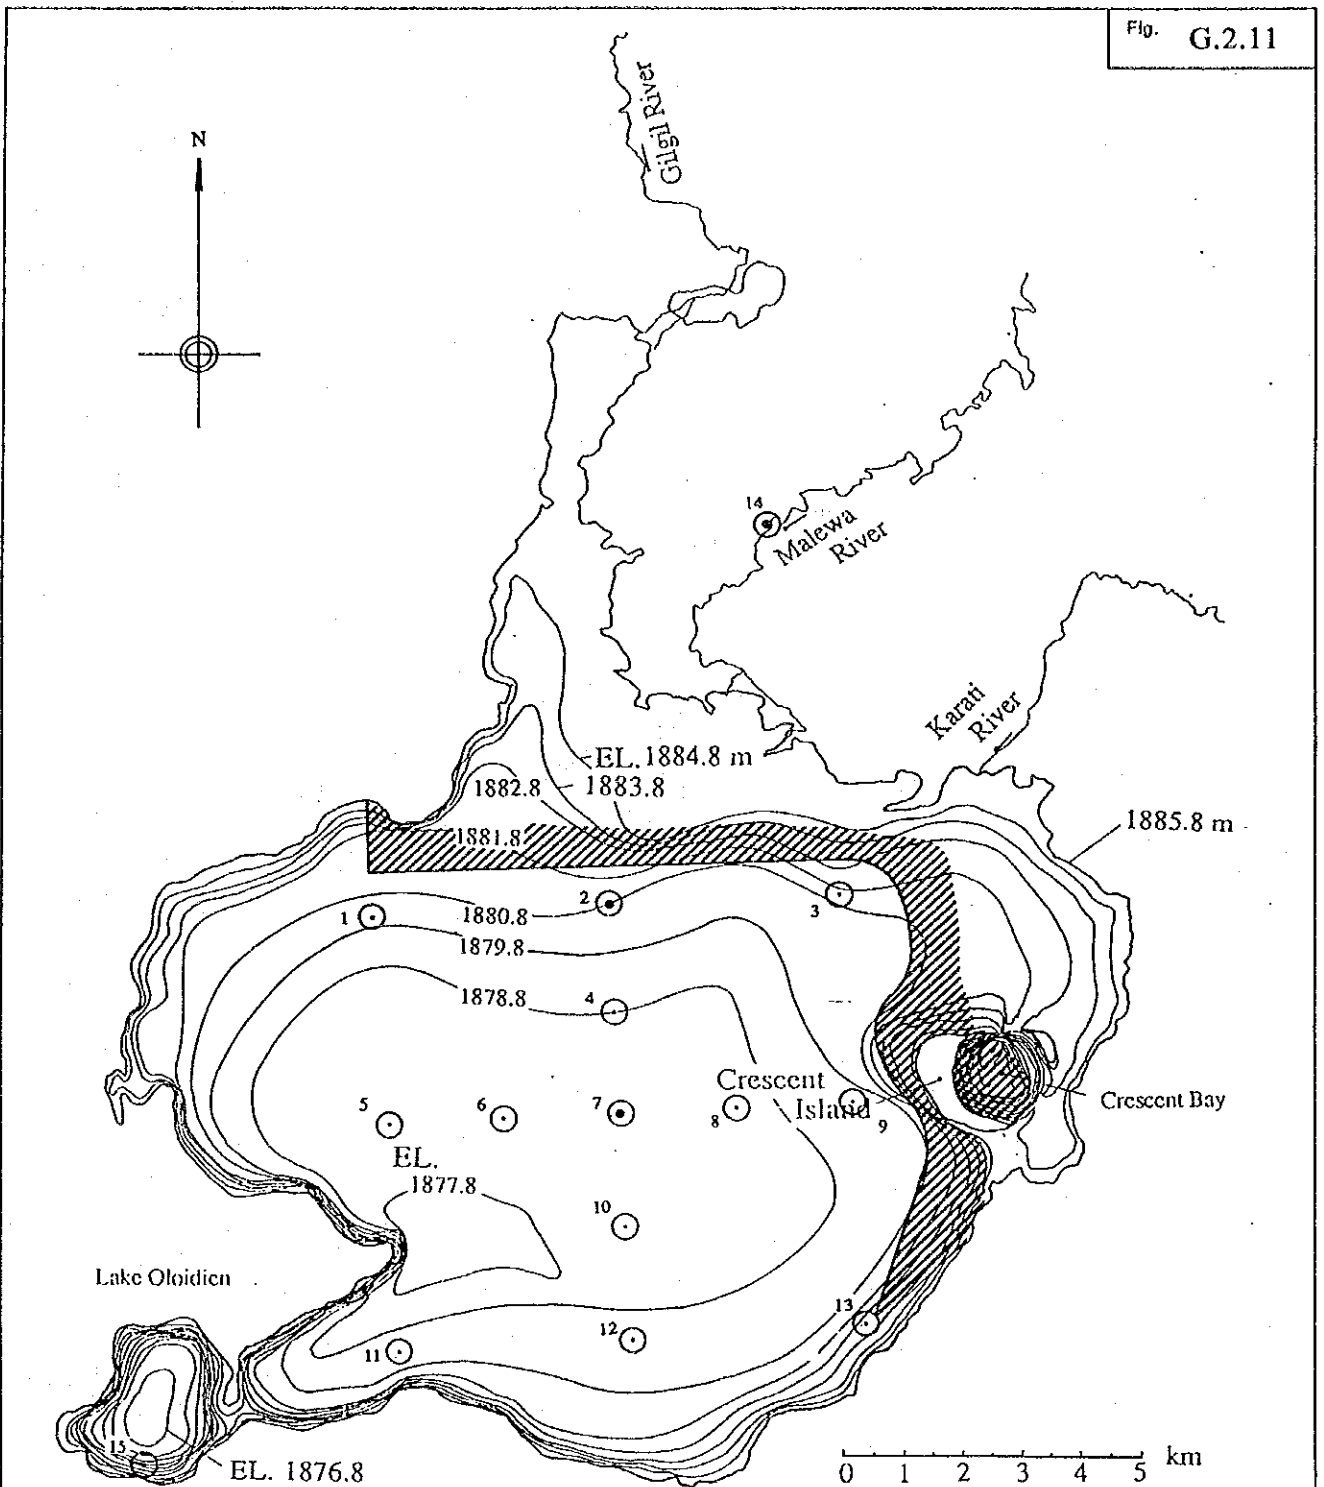 Fig. G.2.11
N
Gilgil River
14
Malewa
River
Karati
River
EL. 1884.8 m
1883.8
1882.8
1885.8 m
1881.8
2
3
1
1880.8
1879.8
1878.8
4
Crescent
Island
Crescent Bay
5
6
7
8
9
EL.
1877.8
10
Lake Oloidien
13
12
11
15
EL. 1876.8
km
0 1 2 3 4 5